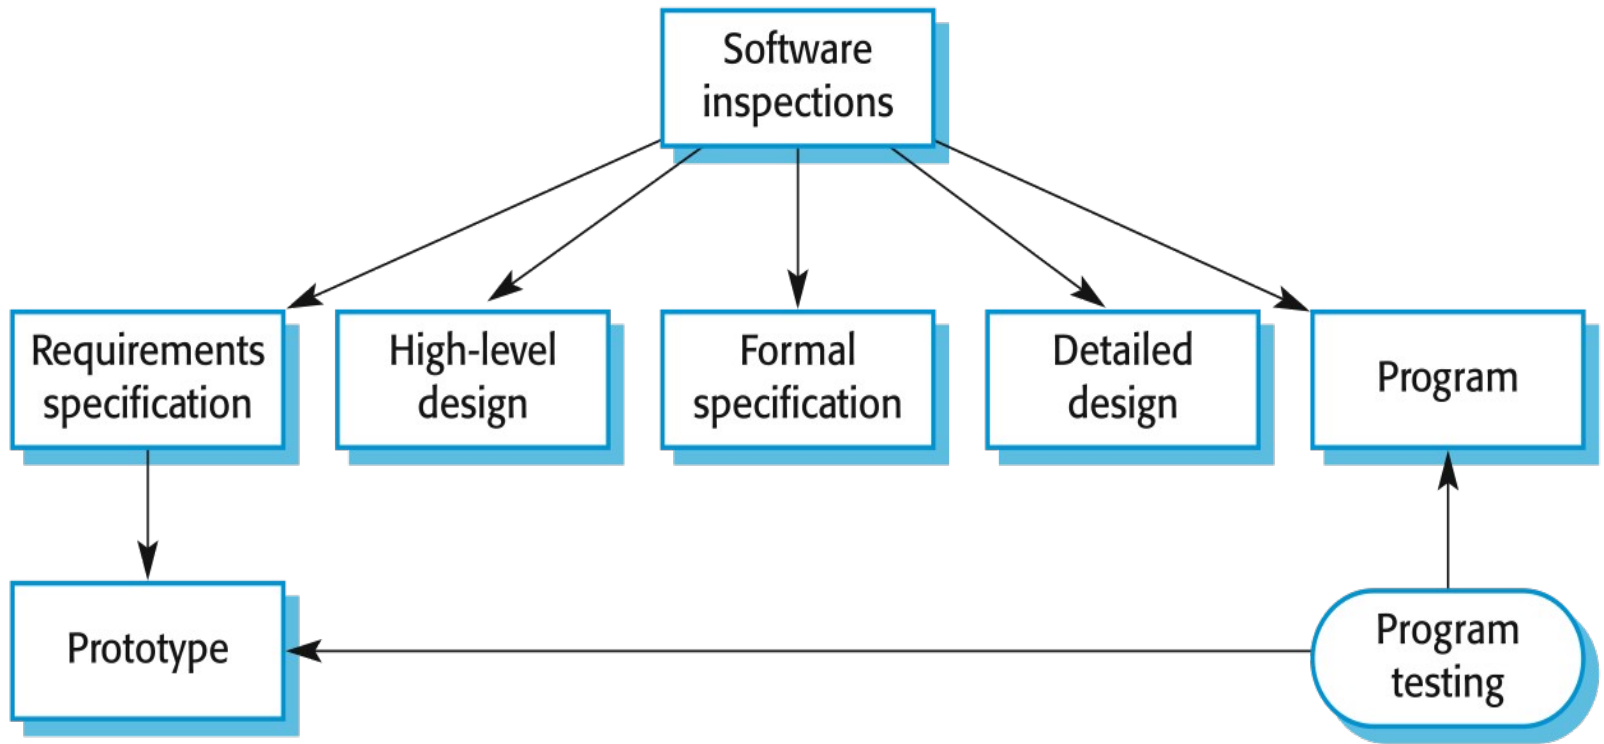 Software
inspections
Requirements
specification
High-level
design
Formal
specification
Detailed
design
Program
Prototype
Program
testing